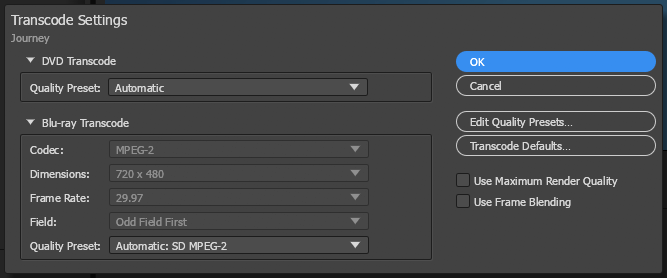 Transcode Settings
Journey
DVD Transcode
Quality Preset: Automatic
Blu-ray Transcode
Codec: MPEG-2
Dimensions: 720 x 480
Frame Rate: 29.97
Field: Odd Field First
Quality Preset: Automatic: SD MPEG-2
OK
Cancel
Edit Quality Presets...
Transcode Defaults...
Use Maximum Render Quality
Use Frame Blending